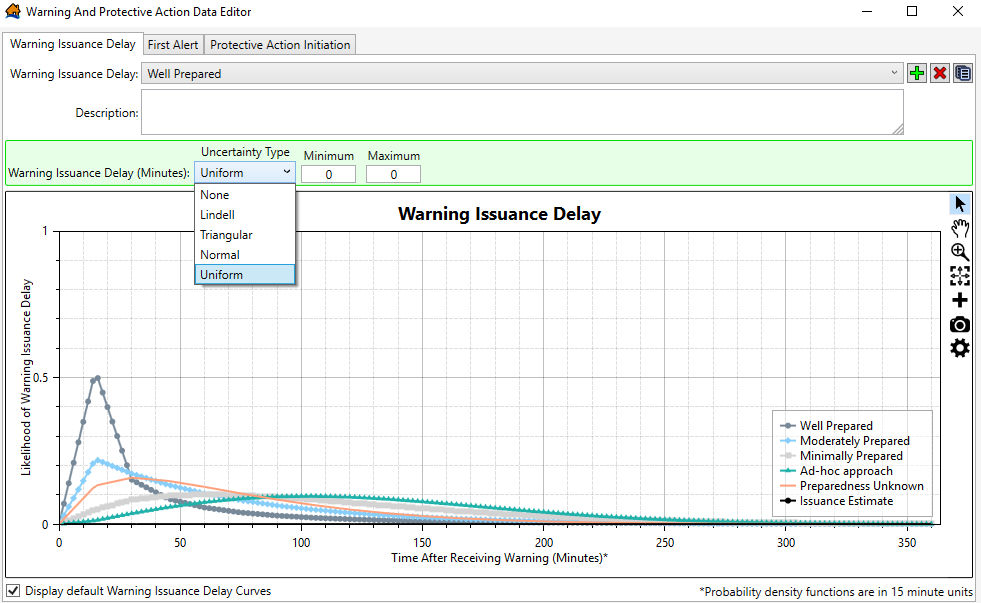 Warning And Protective Action Data Editor
Warning Issuance Delay First Alert Protective Action Initiation
Warning Issuance Delay: Well Prepared
Description:
Uncertainty Type Minimum Maximum
Warning Issuance Delay (Minutes): Uniform 0 0
None
Lindell
Triangular
Normal
Uniform
Warning Issuance Delay
1
0.5
0
Likelihood of Warning Issuance Delay
Well Prepared
Moderately Prepared
Minimally Prepared
Ad-hoc approach
Preparedness Unknown
Issuance Estimate
0 50 100 150 200 250 300 350
Time After Receiving Warning (Minutes)*
Display default Warning Issuance Delay Curves
*Probability density functions are in 15 minute units